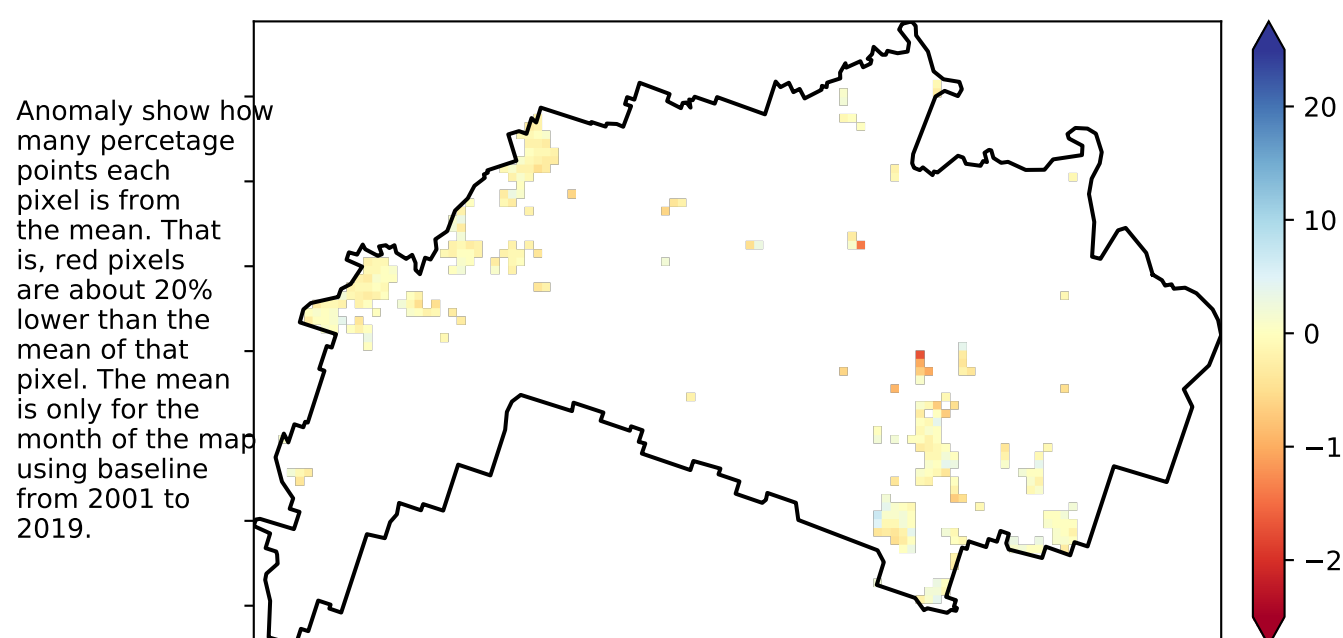 Anomaly show how
many percetage
points each
pixel is from
the mean. That
is, red pixels
are about 20%
lower than the
mean of that
pixel. The mean
is only for the
month of the map
using baseline
from 2001 to
2019.
20
10
0
−1
−2